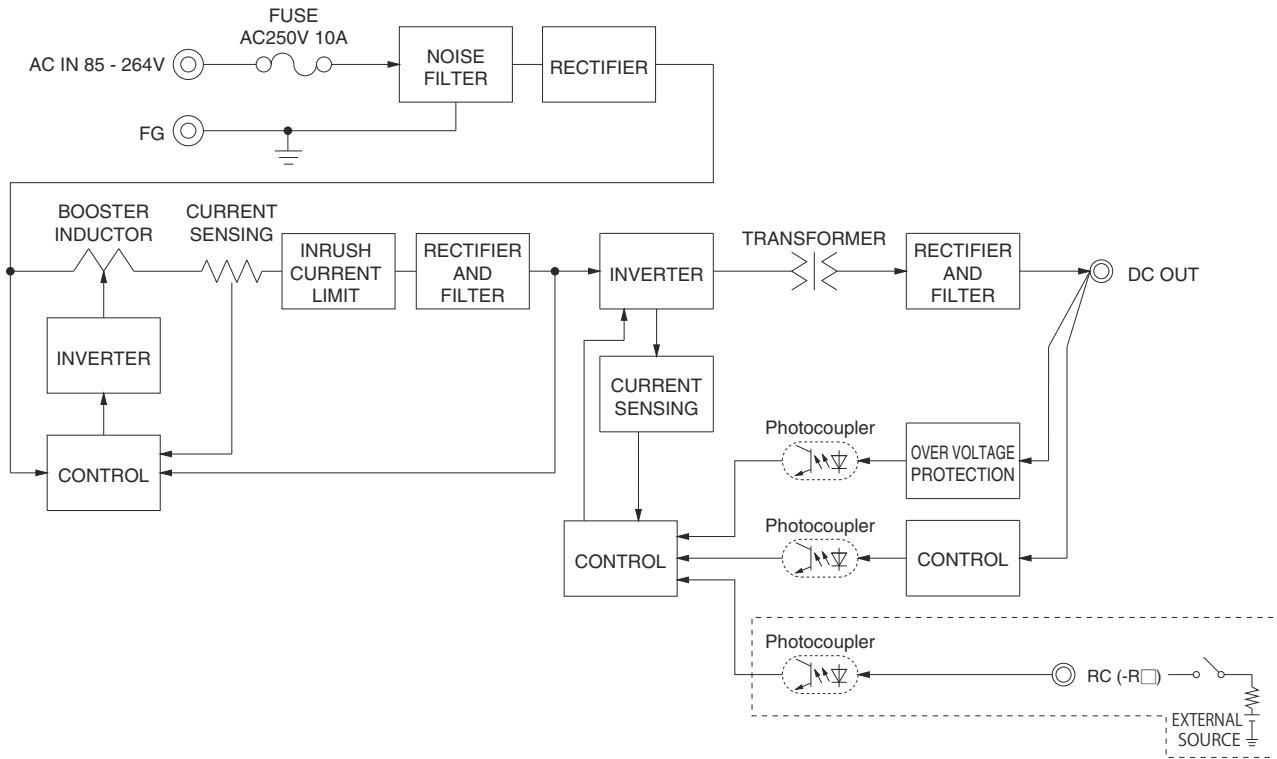 FUSE
AC250V 10A
AC IN 85 - 264V
NOISE
FILTER
RECTIFIER
FG
BOOSTER
INDUCTOR
CURRENT
SENSING
INRUSH
CURRENT
LIMIT
RECTIFIER
AND
FILTER
INVERTER
TRANSFORMER
RECTIFIER
AND
FILTER
DC OUT
INVERTER
CURRENT
SENSING
CONTROL
Photocoupler
OVER VOLTAGE
PROTECTION
Photocoupler
CONTROL
CONTROL
Photocoupler
RC (-R□)
EXTERNAL
SOURCE